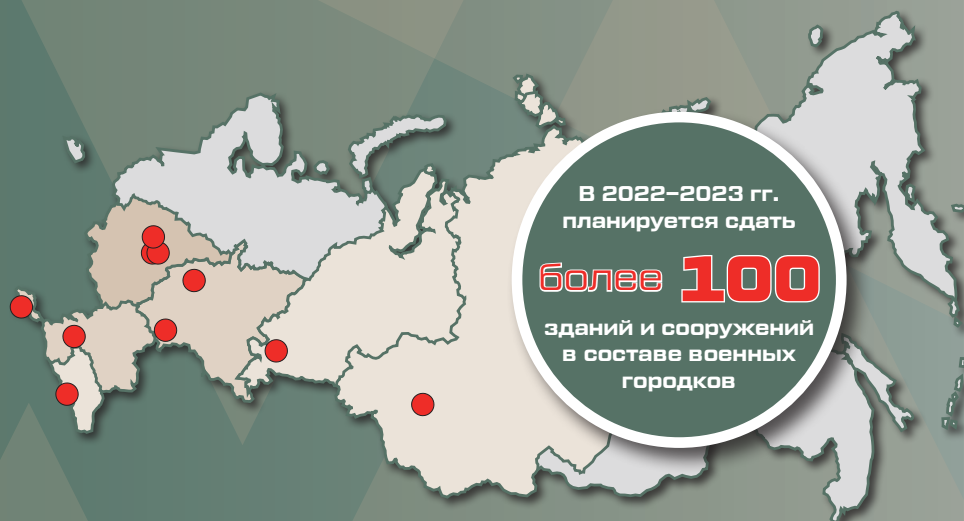 В 2022–2023 гг.
планируется сдать
более 100
зданий и сооружений
в составе военных
городков